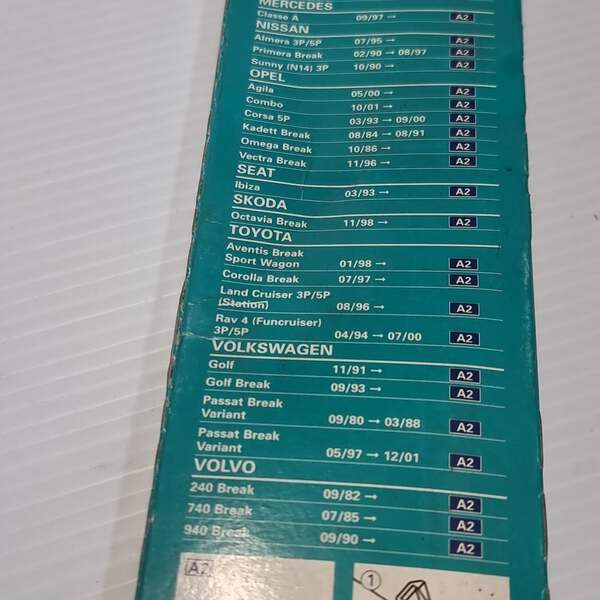 MERCEDES
Classe A 09/97 → A2
NISSAN
Almera 3P/5P 07/95 → A2
Primera Break 02/90 → 08/97 A2
Sunny (N14) 3P 10/90 → A2
OPEL
Agila 05/00 → A2
Combo 10/01 → A2
Corsa 5P 03/93 → 09/00 A2
Kadett Break 08/84 → 08/91 A2
Omega Break 10/86 → A2
Vectra Break 11/96 → A2
SEAT
Ibiza 03/93 → A2
SKODA
Octavia Break 11/98 → A2
TOYOTA
Aventis Break
Sport Wagon 01/98 → A2
Corolla Break 07/97 → A2
Land Cruiser 3P/5P
(Station) 08/96 → A2
Rav 4 (Funcruiser)
3P/5P 04/94 → 07/00 A2
VOLKSWAGEN
Golf 11/91 → A2
Golf Break 09/93 → A2
Passat Break
Variant 09/80 → 03/88 A2
Passat Break
Variant 05/97 → 12/01 A2
VOLVO
240 Break 09/82 → A2
740 Break 07/85 → A2
940 Break 09/90 → A2
A2 1